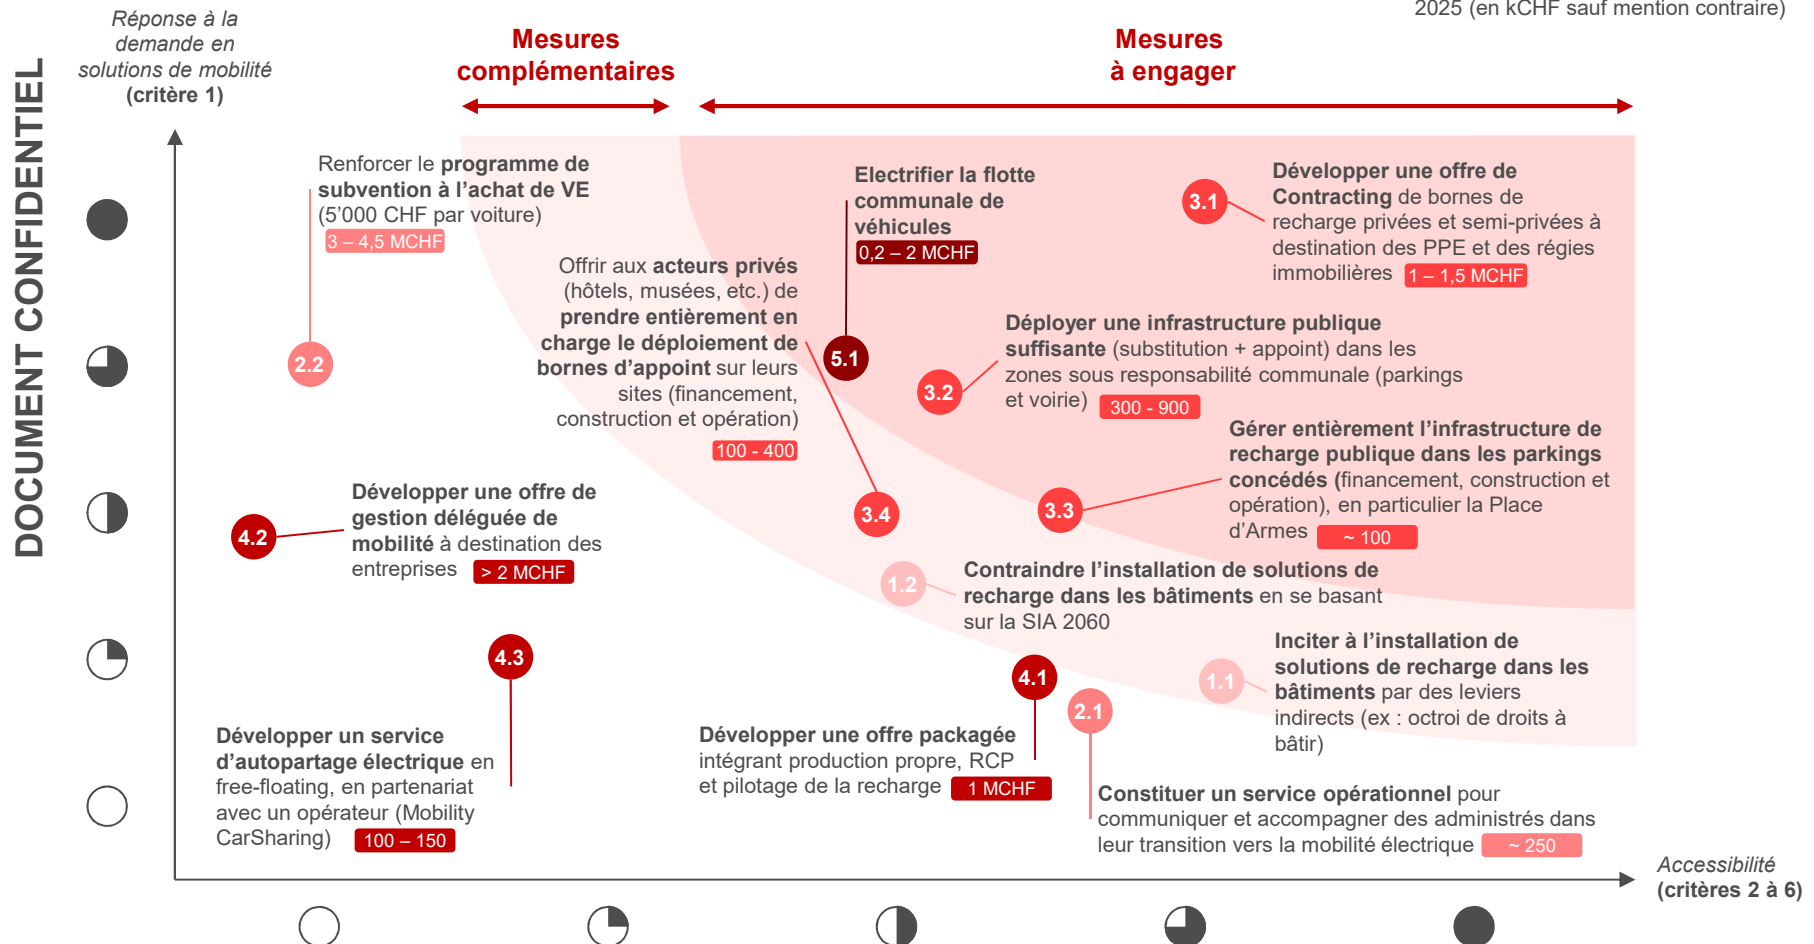 2025 (en kCHF sauf mention contraire)
DOCUMENT CONFIDENTIEL
Réponse à la
demande en
solutions de mobilité
(critère 1)
Mesures
complémentaires
Mesures
à engager
Renforcer le programme de
subvention à l’achat de VE
(5’000 CHF par voiture)
3 – 4,5 MCHF
2.2
Electrifier la flotte
communale de
véhicules
0,2 – 2 MCHF
5.1
3.1
Développer une offre de
Contracting de bornes de
recharge privées et semi-privées à
destination des PPE et des régies
immobilières 1 – 1,5 MCHF
Offrir aux acteurs privés
(hôtels, musées, etc.) de
prendre entièrement en
charge le déploiement de
bornes d’appoint sur leurs
sites (financement,
construction et opération)
100 - 400
3.4
3.2
Déployer une infrastructure publique
suffisante (substitution + appoint) dans les
zones sous responsabilité communale (parkings
et voirie) 300 - 900
3.3
Gérer entièrement l’infrastructure de
recharge publique dans les parkings
concédés (financement, construction et
opération), en particulier la Place
d’Armes ~ 100
4.2
Développer une offre de
gestion déléguée de
mobilité à destination des
entreprises > 2 MCHF
1.2
Contraindre l’installation de solutions de
recharge dans les bâtiments en se basant
sur la SIA 2060
1.1
Inciter à l’installation de
solutions de recharge dans les
bâtiments par des leviers
indirects (ex : octroi de droits à
bâtir)
4.3
Développer un service
d’autopartage électrique en
free-floating, en partenariat
avec un opérateur (Mobility
CarSharing) 100 – 150
4.1
Développer une offre packagée
intégrant production propre, RCP
et pilotage de la recharge 1 MCHF
2.1
Constituer un service opérationnel pour
communiquer et accompagner des administrés dans
leur transition vers la mobilité électrique ~ 250
Accessibilité
(critères 2 à 6)